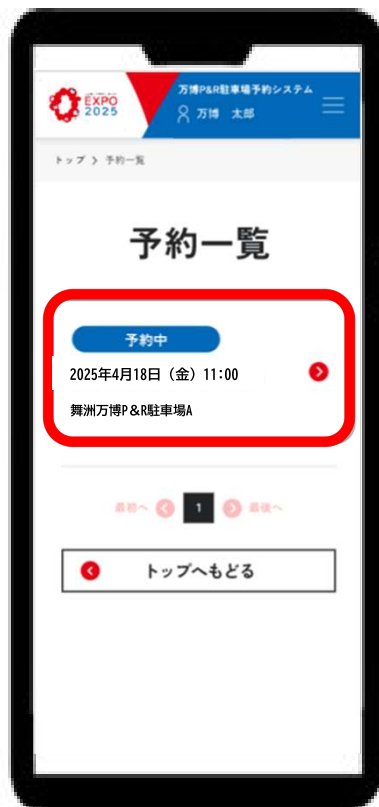 EXPO
2025
万博P&R駐車場予約システム
万博 太郎
トップ > 予約一覧
予約一覧
予約中
2025年4月18日（金）11:00
舞洲万博P&R駐車場A
最初へ 1 最後へ
トップへもどる